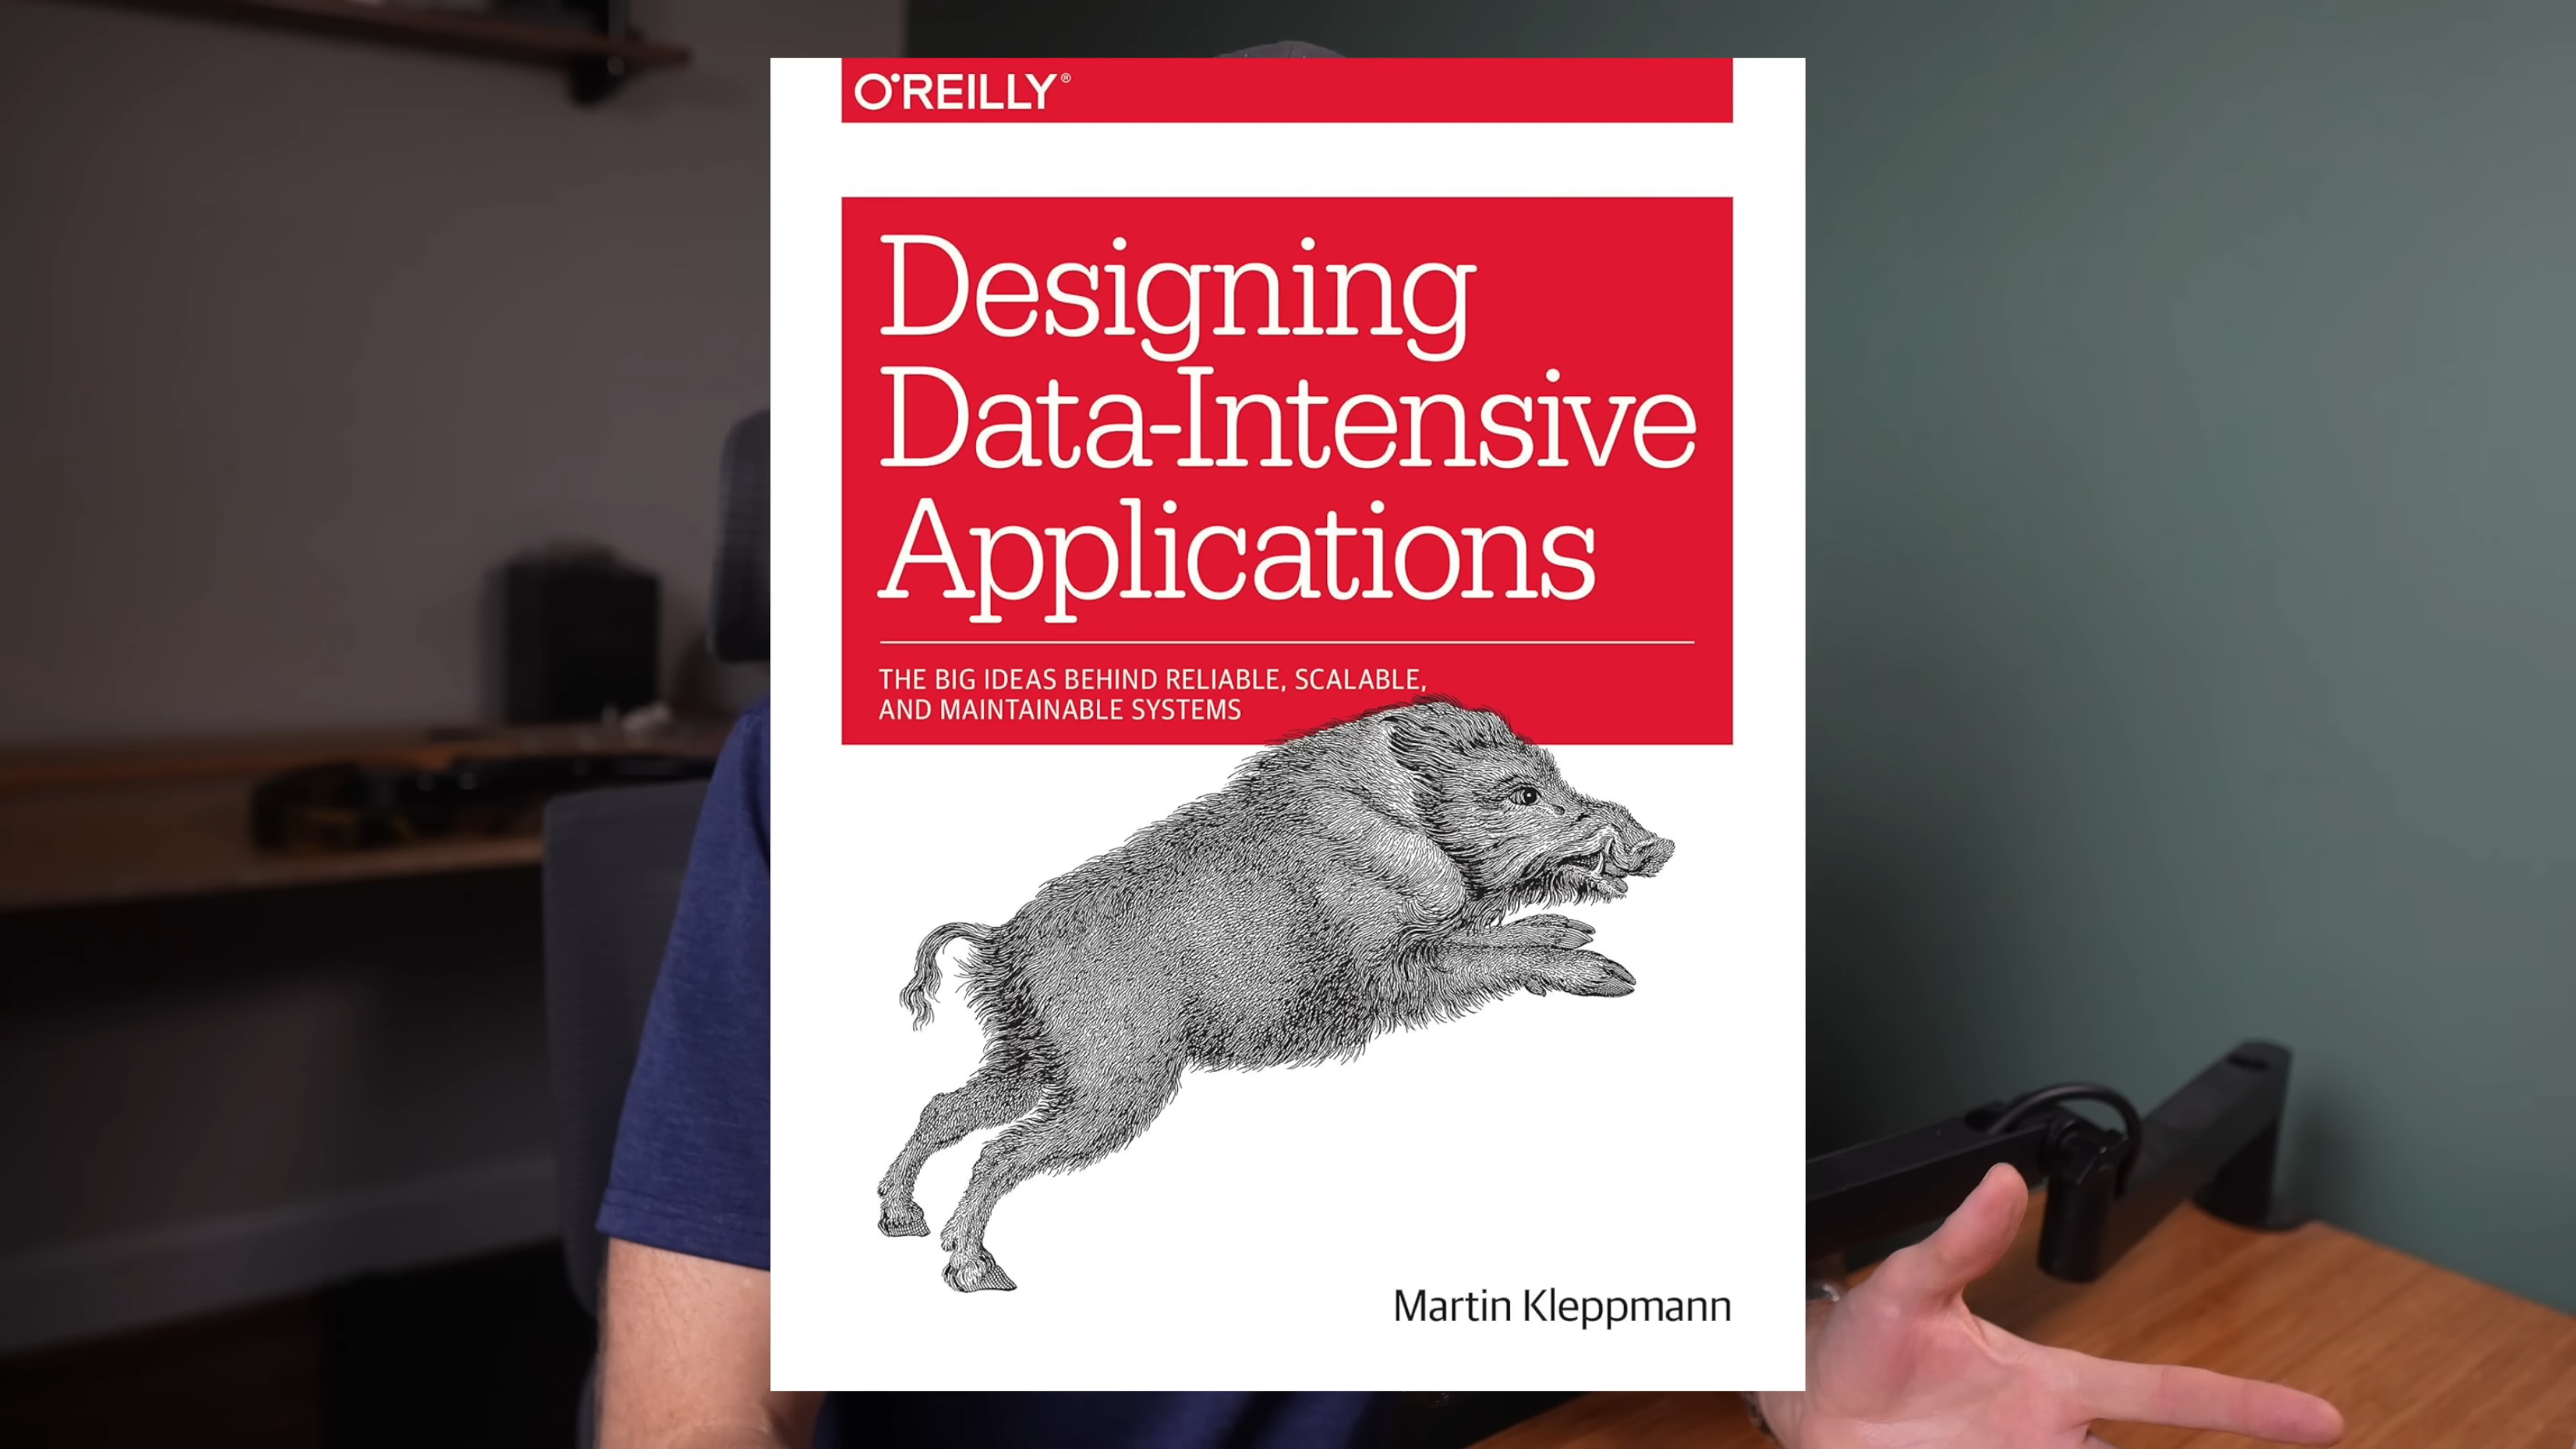 O'REILLY®
Designing
Data-Intensive
Applications
THE BIG IDEAS BEHIND RELIABLE, SCALABLE,
AND MAINTAINABLE SYSTEMS
Martin Kleppmann